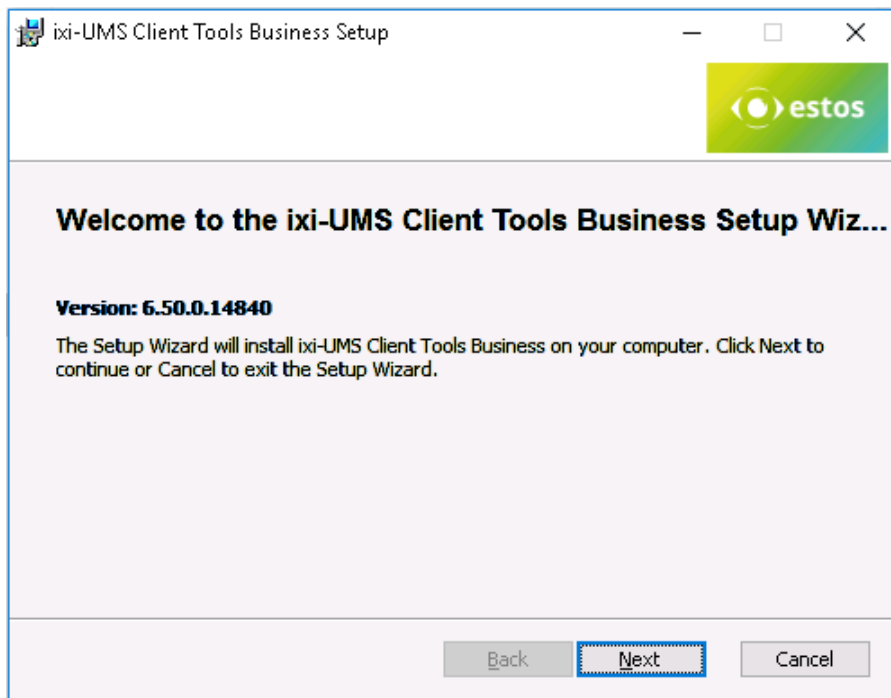 ixi-UMS Client Tools Business Setup
estos
Welcome to the ixi-UMS Client Tools Business Setup Wiz...
Version: 6.50.0.14840
The Setup Wizard will install ixi-UMS Client Tools Business on your computer. Click Next to
continue or Cancel to exit the Setup Wizard.
Back Next Cancel